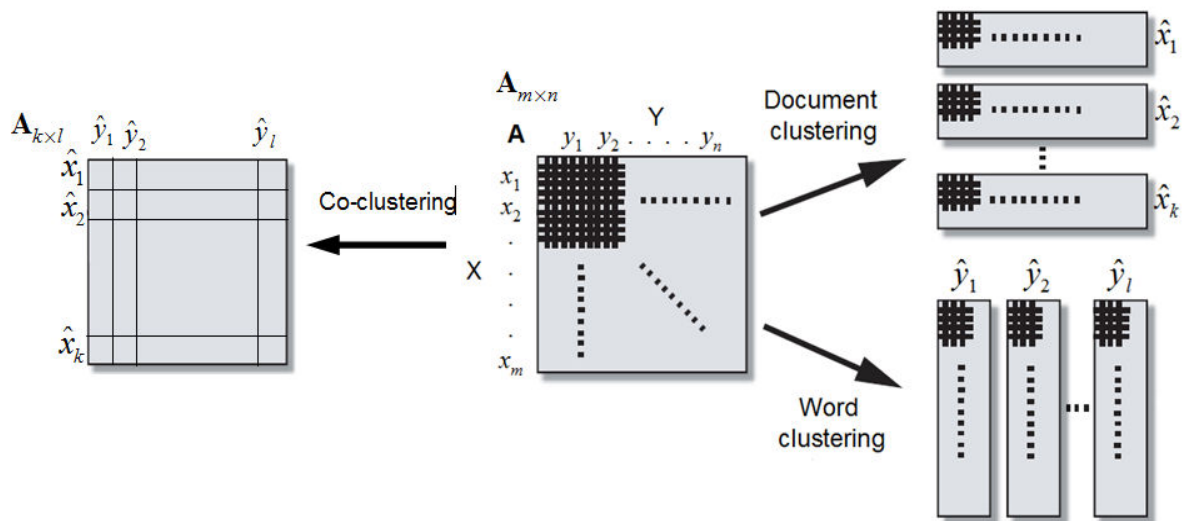 A_{k×l}
ŷ_1 ŷ_2 ŷ_l
x̂_1
x̂_2
x̂_k
Co-clustering
A_{m×n}
A
Y
y_1 y_2 . . . . y_n
X
x_1
x_2
.
.
.
.
x_m
Document
clustering
x̂_1
x̂_2
x̂_k
Word
clustering
ŷ_1 ŷ_2 ŷ_l